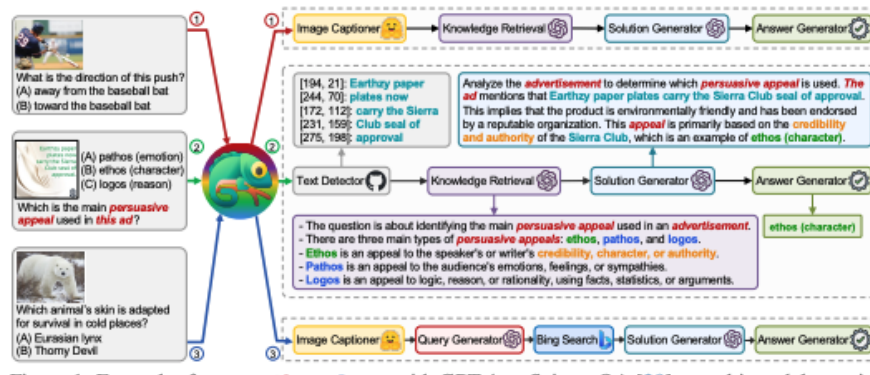 What is the direction of this push?
(A) away from the baseball bat
(B) toward the baseball bat
(A) pathos (emotion)
(B) ethos (character)
(C) logos (reason)
Which is the main persuasive
appeal used in this ad?
Which animal's skin is adapted
for survival in cold places?
(A) Eurasian lynx
(B) Thorny Devil
① ①
Image Captioner Knowledge Retrieval Solution Generator Answer Generator
[194, 21]: Earthzy paper
[244, 70]: plates now
[172, 112]: carry the Sierra
[231, 159]: Club seal of
[275, 198]: approval
Analyze the advertisement to determine which persuasive appeal is used. The
ad mentions that Earthzy paper plates carry the Sierra Club seal of approval.
This implies that the product is environmentally friendly and has been endorsed
by a reputable organization. This appeal is primarily based on the credibility
and authority of the Sierra Club, which is an example of ethos (character).
② ②
Text Detector Knowledge Retrieval Solution Generator Answer Generator
- The question is about identifying the main persuasive appeal used in an advertisement.
- There are three main types of persuasive appeals: ethos, pathos, and logos.
- Ethos is an appeal to the speaker's or writer's credibility, character, or authority.
- Pathos is an appeal to the audience's emotions, feelings, or sympathies.
- Logos is an appeal to logic, reason, or rationality, using facts, statistics, or arguments.
ethos (character)
③ ③
Image Captioner Query Generator Bing Search Solution Generator Answer Generator